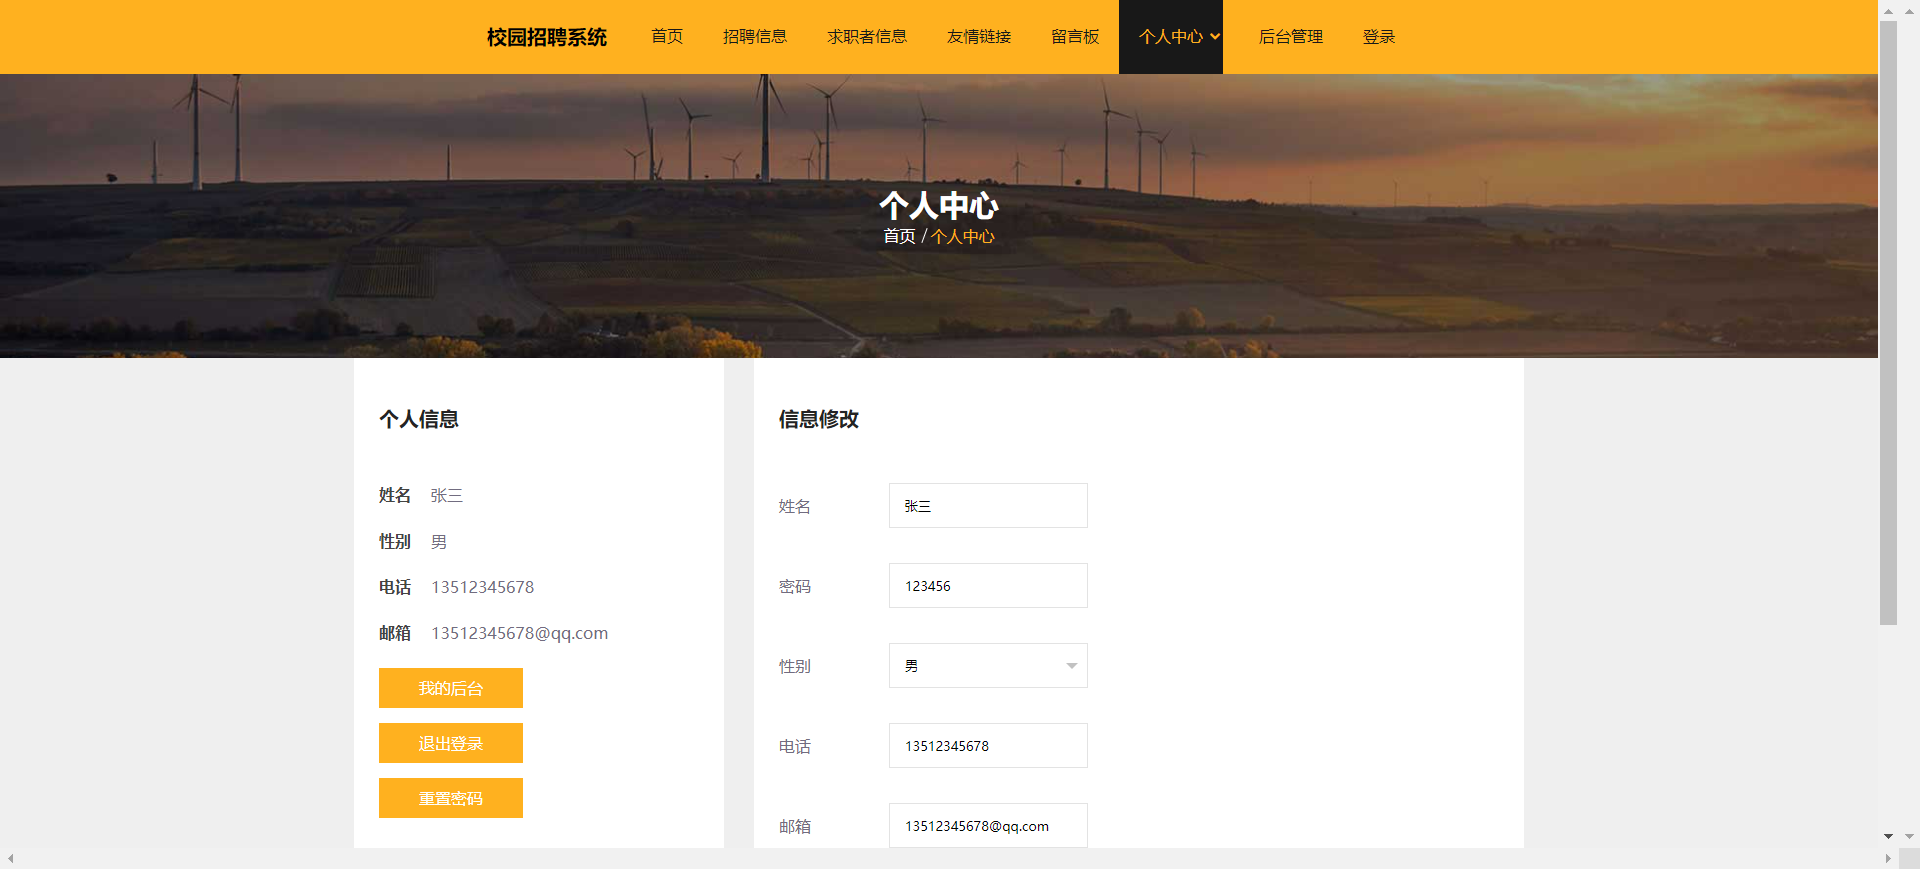 校园招聘系统 首页 招聘信息 求职者信息 友情链接 留言板 个人中心 后台管理 登录
个人中心
首页 / 个人中心
个人信息
姓名 张三
性别 男
电话 13512345678
邮箱 13512345678@qq.com
我的后台
退出登录
重置密码
信息修改
姓名 张三
密码 123456
性别 男
电话 13512345678
邮箱 13512345678@qq.com